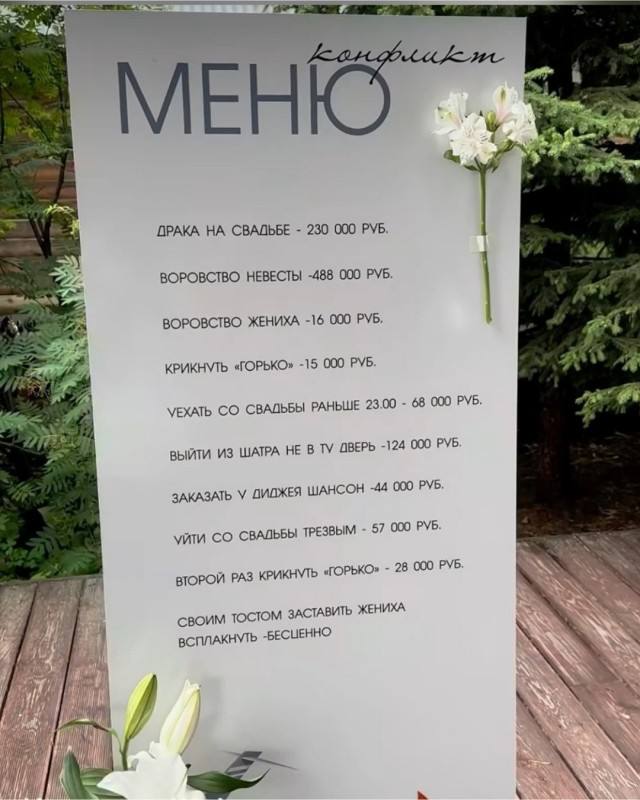 конфликт
МЕНЮ
ДРАКА НА СВАДЬБЕ - 230 000 РУБ.
ВОРОВСТВО НЕВЕСТЫ -488 000 РУБ.
ВОРОВСТВО ЖЕНИХА -16 000 РУБ.
КРИКНУТЬ «ГОРЬКО» -15 000 РУБ.
УЕХАТЬ СО СВАДЬБЫ РАНЬШЕ 23.00 - 68 000 РУБ.
ВЫЙТИ ИЗ ШАТРА НЕ В ТУ ДВЕРЬ -124 000 РУБ.
ЗАКАЗАТЬ У ДИДЖЕЯ ШАНСОН -44 000 РУБ.
УЙТИ СО СВАДЬБЫ ТРЕЗВЫМ - 57 000 РУБ.
ВТОРОЙ РАЗ КРИКНУТЬ «ГОРЬКО» - 28 000 РУБ.
СВОИМ ТОСТОМ ЗАСТАВИТЬ ЖЕНИХА
ВСПЛАКНУТЬ -БЕСЦЕННО